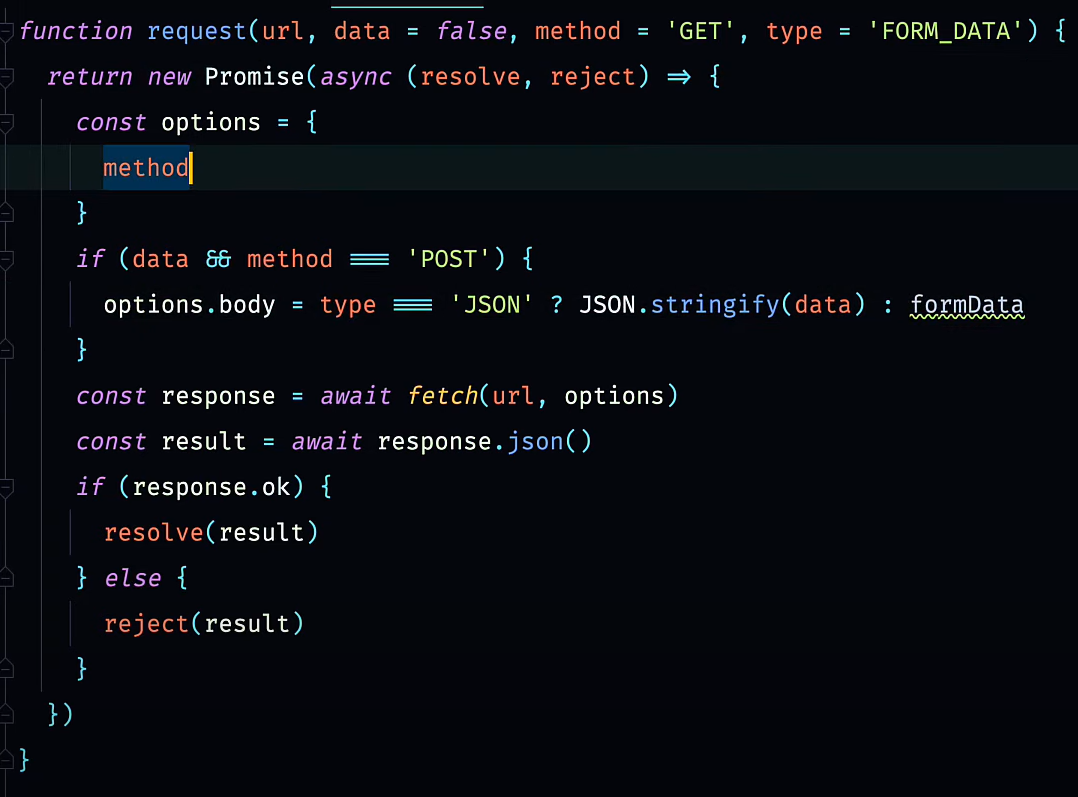 function request(url, data = false, method = 'GET', type = 'FORM_DATA') {
return new Promise(async (resolve, reject) => {
const options = {
method
}
if (data && method === 'POST') {
options.body = type === 'JSON' ? JSON.stringify(data) : formData
}
const response = await fetch(url, options)
const result = await response.json()
if (response.ok) {
resolve(result)
} else {
reject(result)
}
})
}